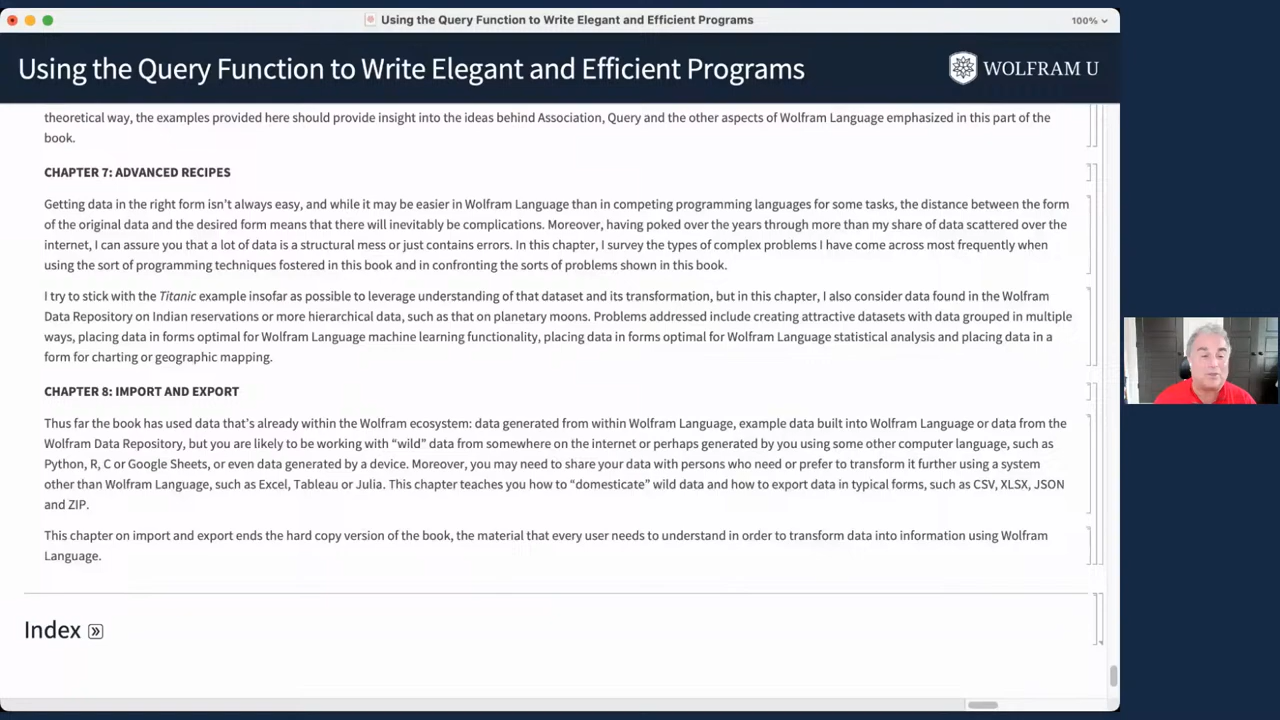 Using the Query Function to Write Elegant and Efficient Programs
100%
Using the Query Function to Write Elegant and Efficient Programs
WOLFRAM U
theoretical way, the examples provided here should provide insight into the ideas behind Association, Query and the other aspects of Wolfram Language emphasized in this part of the
book.
CHAPTER 7: ADVANCED RECIPES
Getting data in the right form isn't always easy, and while it may be easier in Wolfram Language than in competing programming languages for some tasks, the distance between the form
of the original data and the desired form means that there will inevitably be complications. Moreover, having poked over the years through more than my share of data scattered over the
internet, I can assure you that a lot of data is a structural mess or just contains errors. In this chapter, I survey the types of complex problems I have come across most frequently when
using the sort of programming techniques fostered in this book and in confronting the sorts of problems shown in this book.
I try to stick with the Titanic example insofar as possible to leverage understanding of that dataset and its transformation, but in this chapter, I also consider data found in the Wolfram
Data Repository on Indian reservations or more hierarchical data, such as that on planetary moons. Problems addressed include creating attractive datasets with data grouped in multiple
ways, placing data in forms optimal for Wolfram Language machine learning functionality, placing data in forms optimal for Wolfram Language statistical analysis and placing data in a
form for charting or geographic mapping.
CHAPTER 8: IMPORT AND EXPORT
Thus far the book has used data that's already within the Wolfram ecosystem: data generated from within Wolfram Language, example data built into Wolfram Language or data from the
Wolfram Data Repository, but you are likely to be working with “wild” data from somewhere on the internet or perhaps generated by you using some other computer language, such as
Python, R, C or Google Sheets, or even data generated by a device. Moreover, you may need to share your data with persons who need or prefer to transform it further using a system
other than Wolfram Language, such as Excel, Tableau or Julia. This chapter teaches you how to “domesticate” wild data and how to export data in typical forms, such as CSV, XLSX, JSON
and ZIP.
This chapter on import and export ends the hard copy version of the book, the material that every user needs to understand in order to transform data into information using Wolfram
Language.
Index »